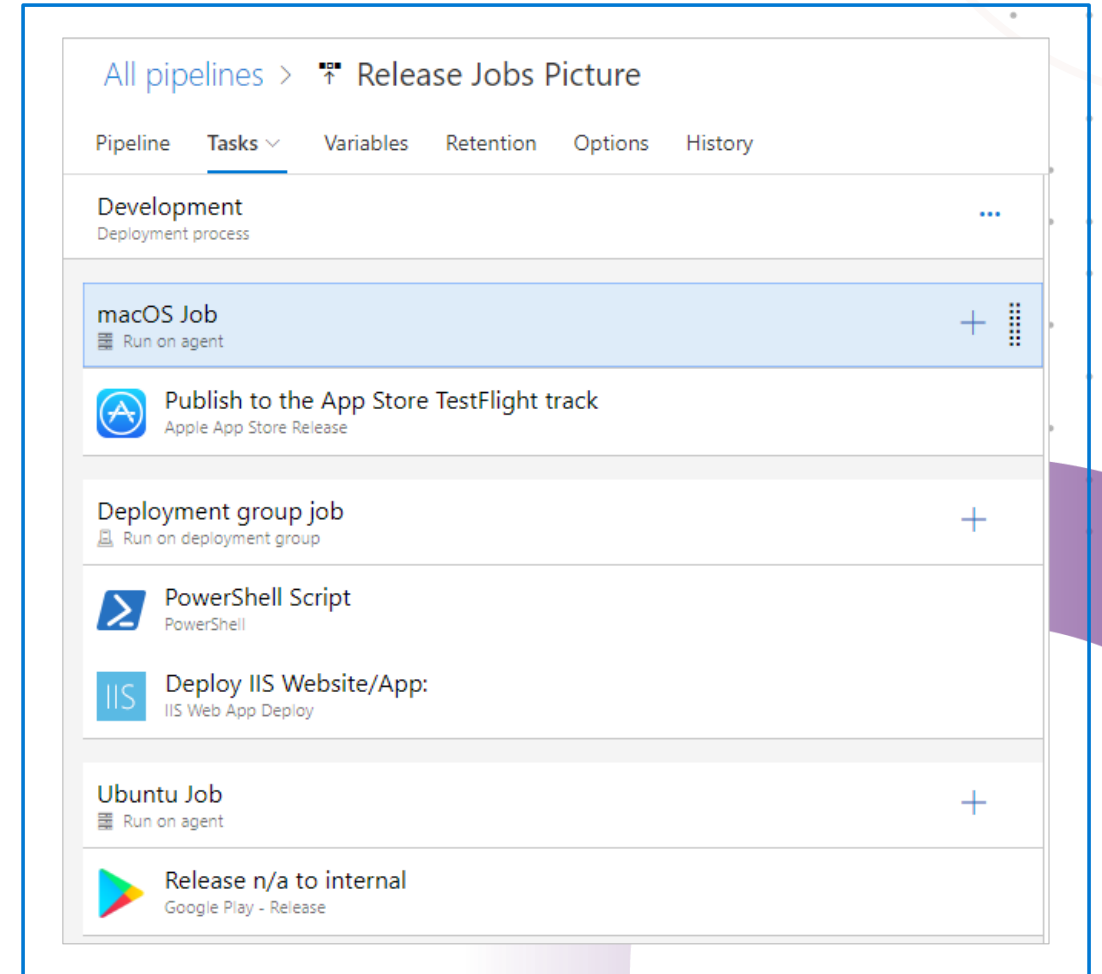 All pipelines > Release Jobs Picture
Pipeline Tasks Variables Retention Options History
Development
Deployment process
macOS Job
Run on agent
Publish to the App Store TestFlight track
Apple App Store Release
Deployment group job
Run on deployment group
PowerShell Script
PowerShell
IIS
Deploy IIS Website/App:
IIS Web App Deploy
Ubuntu Job
Run on agent
Release n/a to internal
Google Play - Release